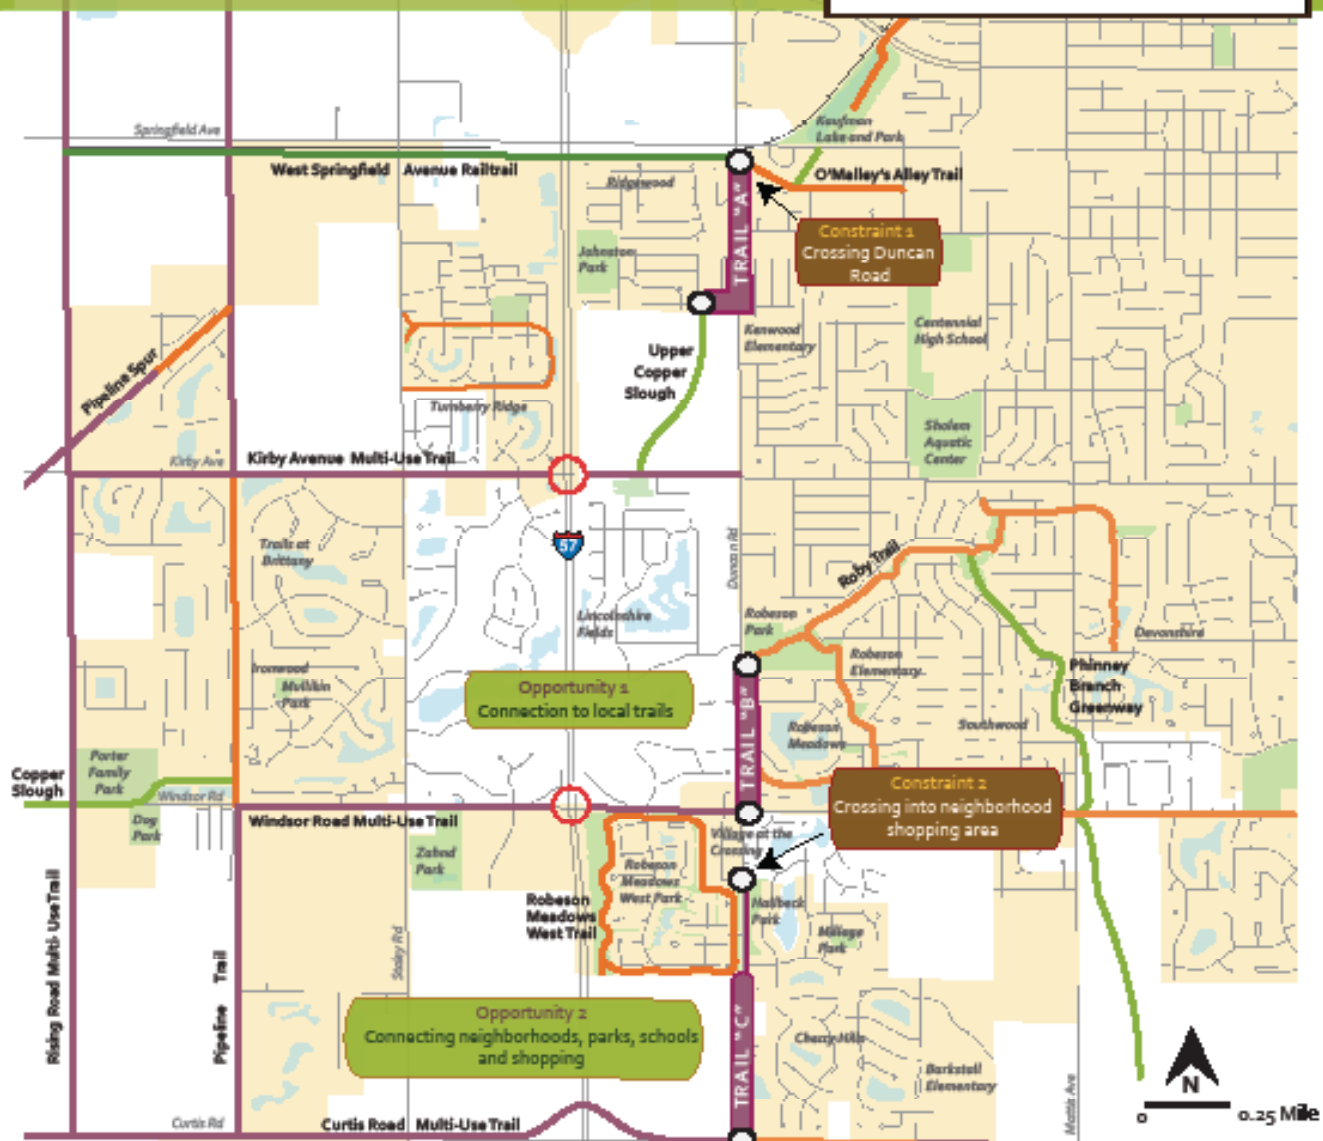 Springfield Ave
West Springfield Avenue Railtrail
Kaufman
Lake and Park
O'Malley's Alley Trail
Ridgewood
TRAIL "A"
Constraint 1
Crossing Duncan
Road
Johnston
Park
Kenwood
Elementary
Centennial
High School
Upper
Copper
Slough
Pipeline Spur
Turnberry Ridge
Sholem
Aquatic
Center
Kirby Ave
Kirby Avenue Multi-Use Trail
57
Trails at
Brittany
Duncan Rd
Roby Trail
Lincolnshire
Fields
Robeson
Park
Devonshire
Robeson
Elementary
Ironwood
Mullikin
Park
Opportunity 1
Connection to local trails
Phinney
Branch
Greenway
TRAIL "B"
Robeson
Meadows
Southwood
Porter
Family
Park
Copper
Slough
Windsor Rd
Constraint 2
Crossing into neighborhood
shopping area
Dog
Park
Windsor Road Multi-Use Trail
Village at the
Crossing
Zahnd
Park
Robeson
Meadows
West Park
Robeson
Meadows
West Trail
Hallbeck
Park
Millage
Park
Rising Road Multi-Use Trail
Pipeline Trail
Staley Rd
Opportunity 2
Connecting neighborhoods, parks, schools
and shopping
TRAIL "C"
Cherry Hills
Barkstall
Elementary
Mattis Ave
N
0 0.25 Mile
Curtis Rd
Curtis Road Multi-Use Trail